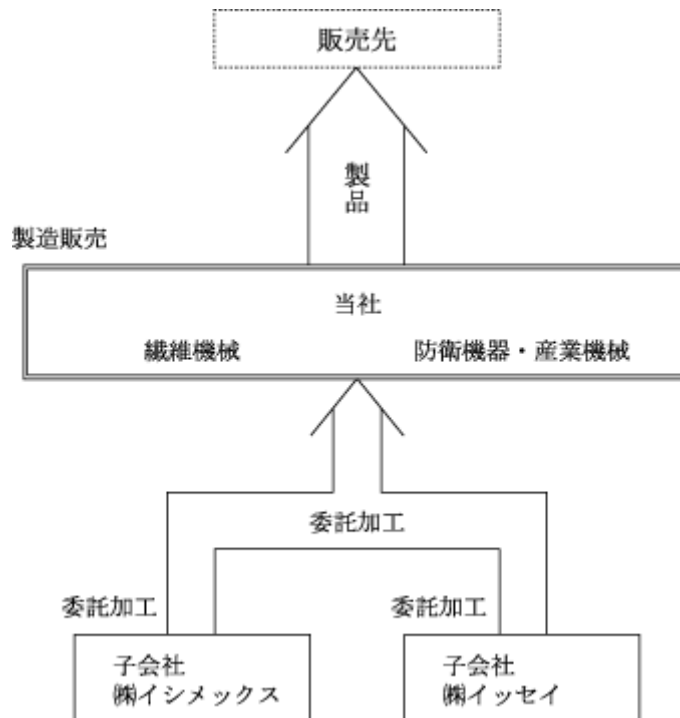 販売先
製
品
製造販売
当社
繊維機械
防衛機器・産業機械
委託加工
委託加工
委託加工
子会社
㈱イシメックス
子会社
㈱イッセイ